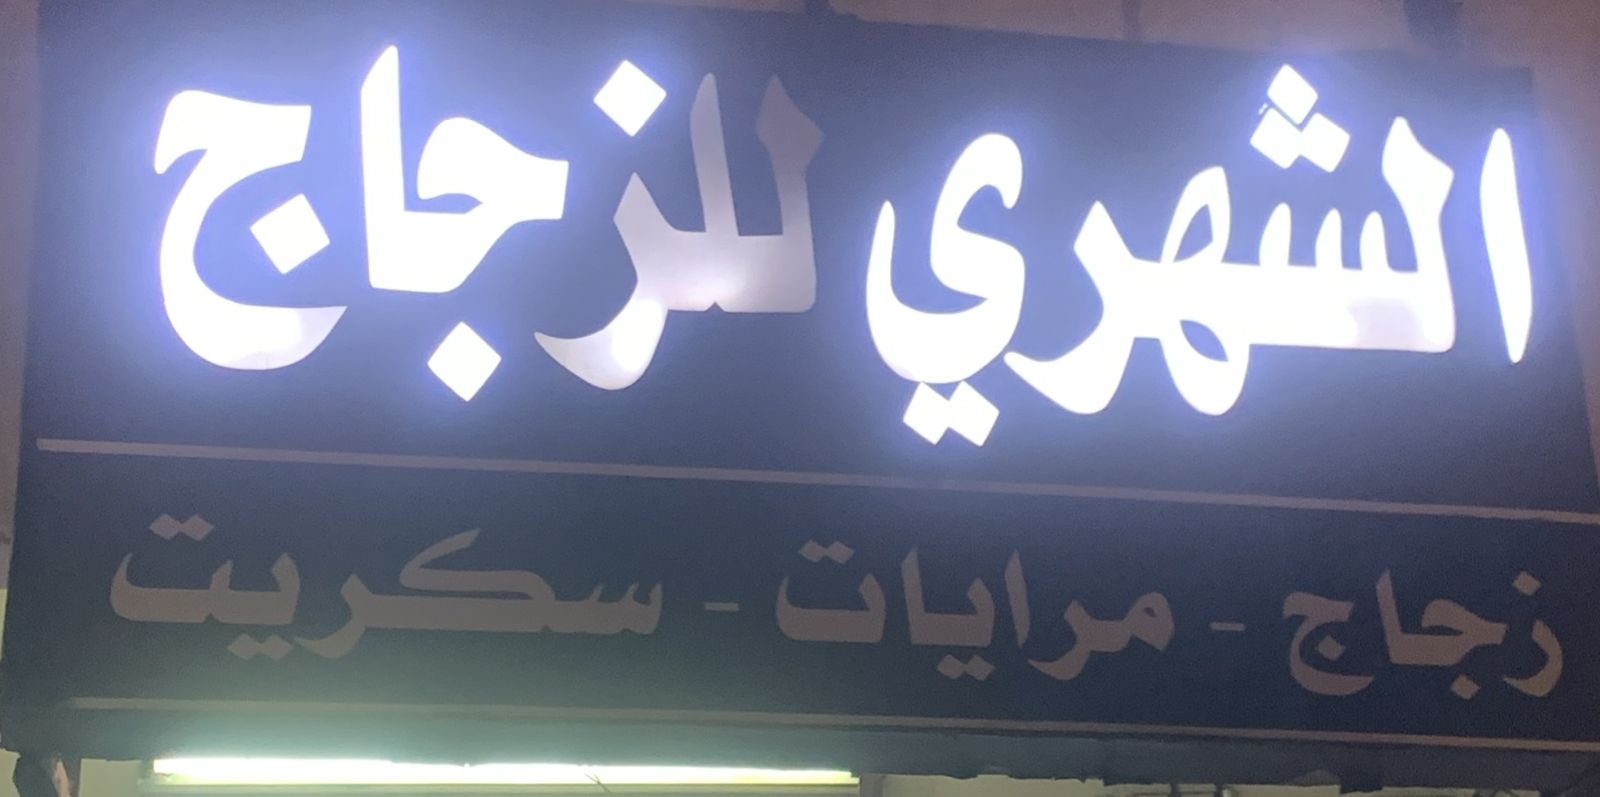 الشهري للزجاج
زجاج - مرايات - سكريت